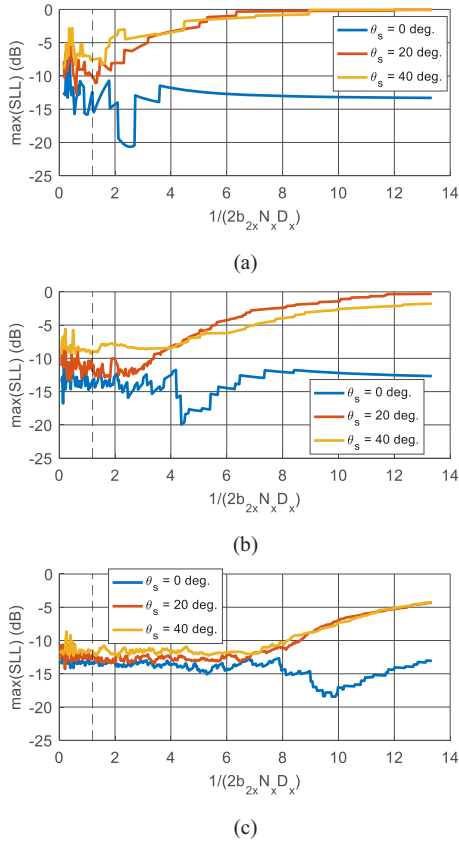 0
-5
-10
-15
-20
-25
max(SLL) (dB)
θs = 0 deg.
θs = 20 deg.
θs = 40 deg.
0 2 4 6 8 10 12 14
1/(2b2xNxDx)
(a)
0
-5
-10
-15
-20
-25
max(SLL) (dB)
θs = 0 deg.
θs = 20 deg.
θs = 40 deg.
0 2 4 6 8 10 12 14
1/(2b2xNxDx)
(b)
0
-5
-10
-15
-20
-25
max(SLL) (dB)
θs = 0 deg.
θs = 20 deg.
θs = 40 deg.
0 2 4 6 8 10 12 14
1/(2b2xNxDx)
(c)